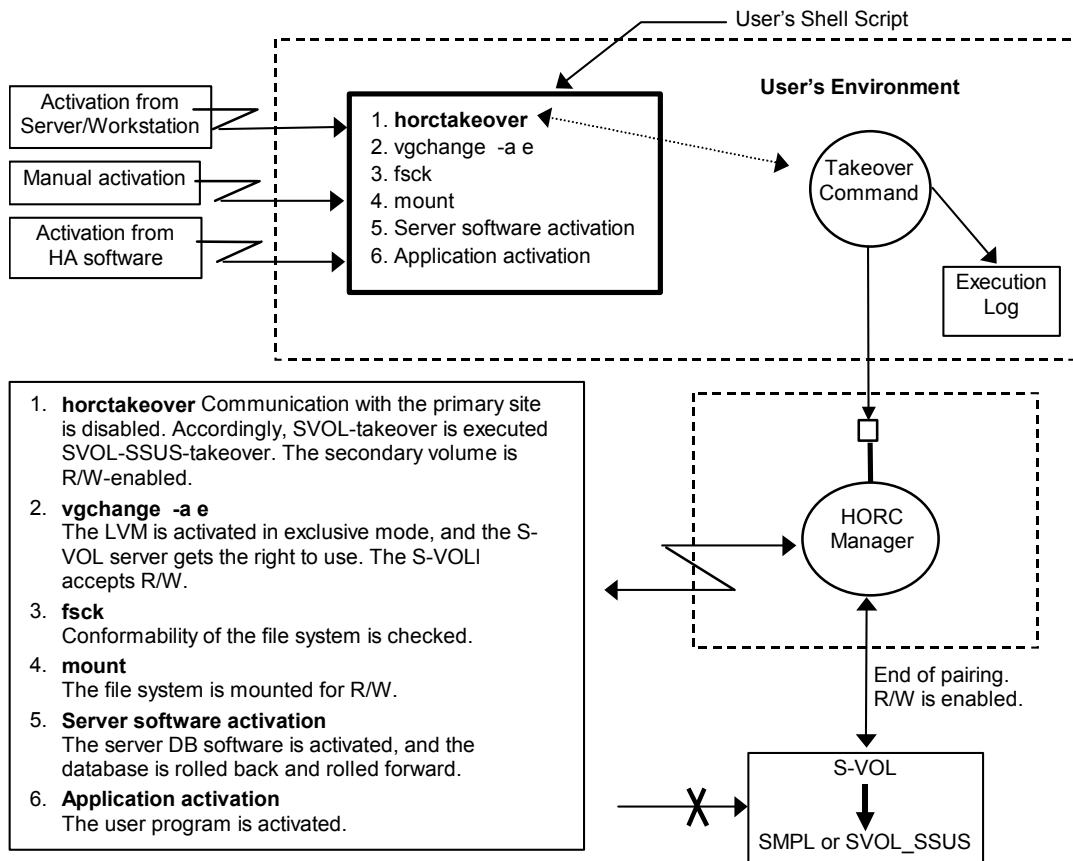 User's Shell Script
User's Environment
Activation from
Server/Workstation
Manual activation
Activation from
HA software
1. horctakeover
2. vgchange -a e
3. fsck
4. mount
5. Server software activation
6. Application activation
Takeover
Command
Execution
Log
1. horctakeover Communication with the primary site
is disabled. Accordingly, SVOL-takeover is executed
SVOL-SSUS-takeover. The secondary volume is
R/W-enabled.
2. vgchange -a e
The LVM is activated in exclusive mode, and the S-
VOL server gets the right to use. The S-VOLl
accepts R/W.
3. fsck
Conformability of the file system is checked.
4. mount
The file system is mounted for R/W.
5. Server software activation
The server DB software is activated, and the
database is rolled back and rolled forward.
6. Application activation
The user program is activated.
HORC
Manager
End of pairing.
R/W is enabled.
S-VOL
SMPL or SVOL_SSUS